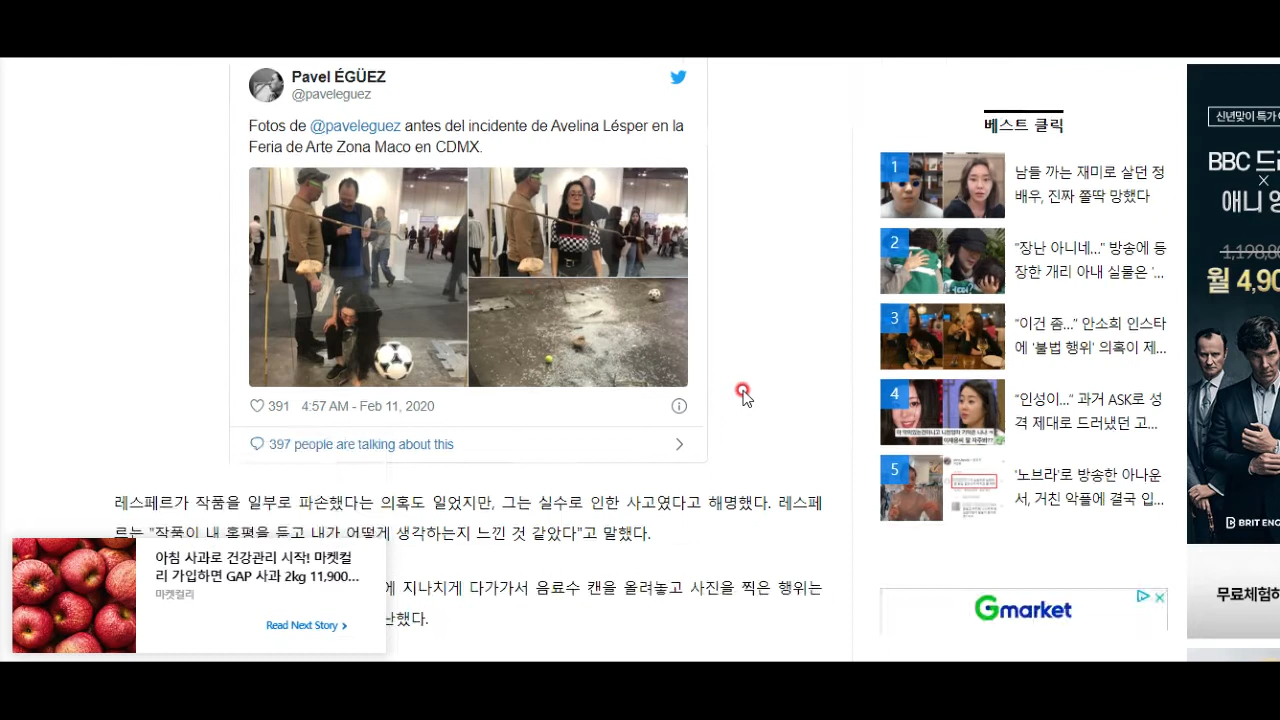 Pavel ÉGÜEZ
@paveleguez
Fotos de @paveleguez antes del incidente de Avelina Lésper en la
Feria de Arte Zona Maco en CDMX.
391 4:57 AM - Feb 11, 2020
397 people are talking about this
레스페르가 작품을 일부러 파손했다는 의혹도 일었지만, 그는 실수로 인한 사고였다고 해명했다. 레스페
르는 "작품이 내 혹평을 듣고 내가 어떻게 생각하는지 느낀 것 같았다"고 말했다.
에 지나치게 다가가서 음료수 캔을 올려놓고 사진을 찍은 행위는
난했다.
아침 사과로 건강관리 시작! 마켓컬
리 가입하면 GAP 사과 2kg 11,900...
마켓컬리
Read Next Story
베스트 클릭
1
남들 까는 재미로 살던 정
배우, 진짜 쫄딱 망했다
2
"장난 아니네..." 방송에 등
장한 개리 아내 실물은 '...
3
"이건 좀..." 안소희 인스타
에 '불법 행위' 의혹이 제...
4
"인성이..." 과거 ASK로 성
격 제대로 드러냈던 고...
5
'노브라'로 방송한 아나운
서, 거친 악플에 결국 입...
Gmarket
신년맞이 특가
BBC 드
X
애니
1,198,8
월 4,90
BRIT ENG
무료체험하